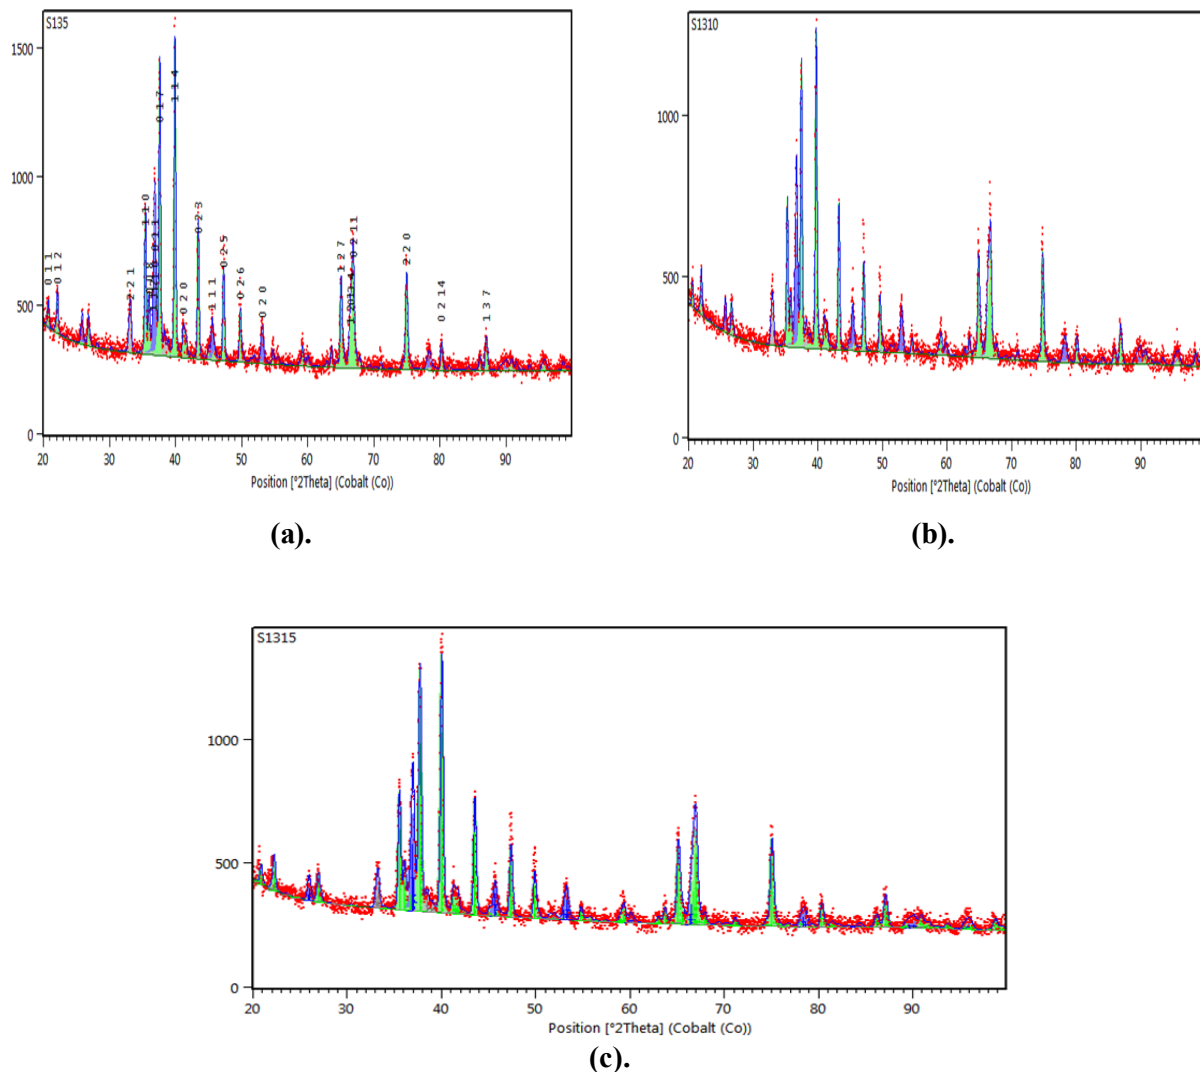 S135
1500
1000
500
0
0 1 1
0 1 2
2 2 1
1 1 0
0 1 7
1 1 4
0 2 0
0 2 3
1 1 1
0 2 5
0 2 6
0 2 0
1 2 7
0 2 11
2 2 0
0 2 14
1 3 7
20 30 40 50 60 70 80 90
Position [°2Theta] (Cobalt (Co))
(a).
S1310
1000
500
0
20 30 40 50 60 70 80 90
Position [°2Theta] (Cobalt (Co))
(b).
S1315
1000
500
0
20 30 40 50 60 70 80 90
Position [°2Theta] (Cobalt (Co))
(c).